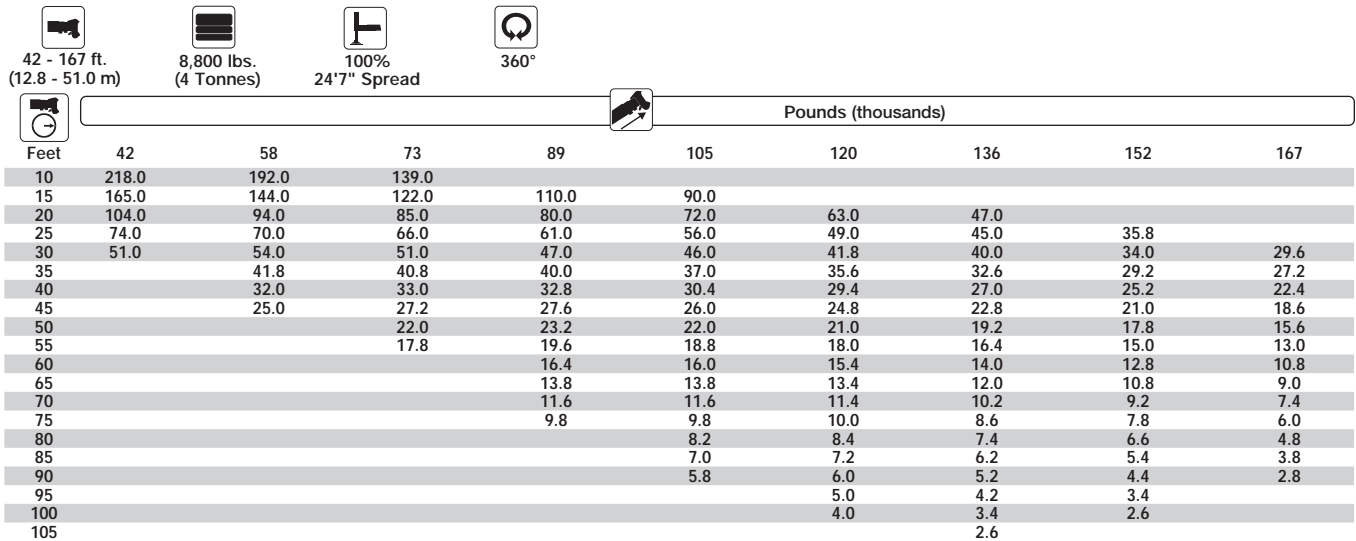 42 - 167 ft. 8,800 lbs. 100% 360°
(12.8 - 51.0 m) (4 Tonnes) 24'7" Spread
Pounds (thousands)
Feet 42 58 73 89 105 120 136 152 167
10 218.0 192.0 139.0
15 165.0 144.0 122.0 110.0 90.0
20 104.0 94.0 85.0 80.0 72.0 63.0 47.0
25 74.0 70.0 66.0 61.0 56.0 49.0 45.0 35.8
30 51.0 54.0 51.0 47.0 46.0 41.8 40.0 34.0 29.6
35 41.8 40.8 40.0 37.0 35.6 32.6 29.2 27.2
40 32.0 33.0 32.8 30.4 29.4 27.0 25.2 22.4
45 25.0 27.2 27.6 26.0 24.8 22.8 21.0 18.6
50 22.0 23.2 22.0 21.0 19.2 17.8 15.6
55 17.8 19.6 18.8 18.0 16.4 15.0 13.0
60 16.4 16.0 15.4 14.0 12.8 10.8
65 13.8 13.8 13.4 12.0 10.8 9.0
70 11.6 11.6 11.4 10.2 9.2 7.4
75 9.8 9.8 10.0 8.6 7.8 6.0
80 8.2 8.4 7.4 6.6 4.8
85 7.0 7.2 6.2 5.4 3.8
90 5.8 6.0 5.2 4.4 2.8
95 5.0 4.2 3.4
100 4.0 3.4 2.6
105 2.6